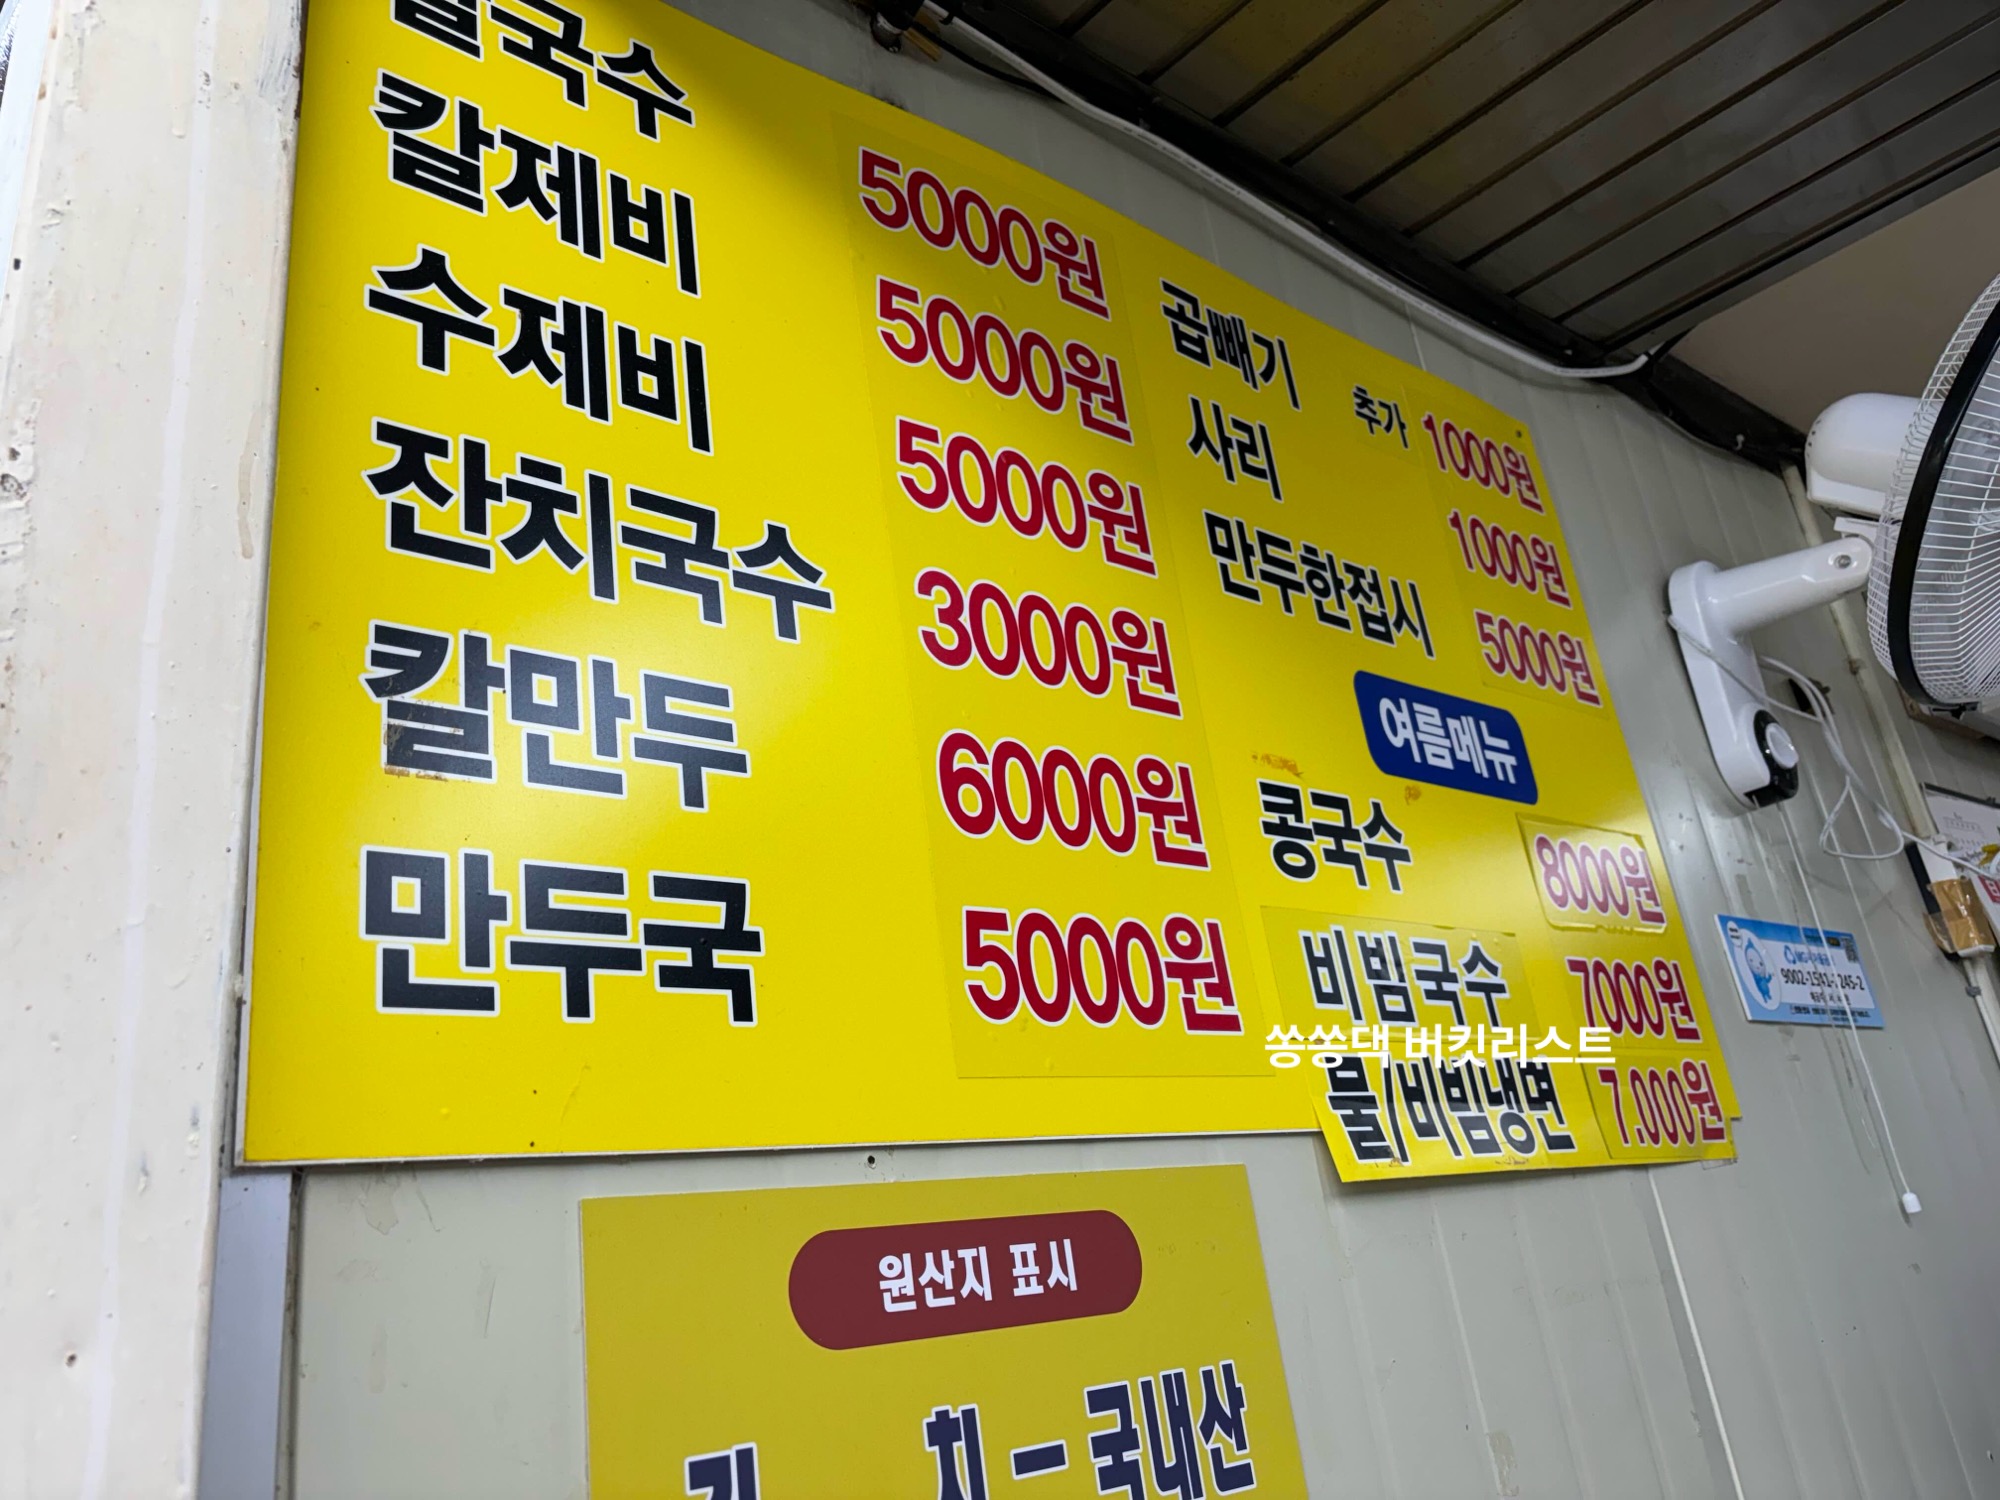 칼국수 5000원
칼제비 5000원
수제비 5000원
잔치국수 3000원
칼만두 6000원
만두국 5000원
곱빼기 추가 1000원
사리 1000원
만두한접시 5000원
여름메뉴
콩국수 8000원
비빔국수 7000원
쏭쏭댁 버킷리스트
물/비빔냉면 7.000원
원산지 표시
김 치 - 국내산